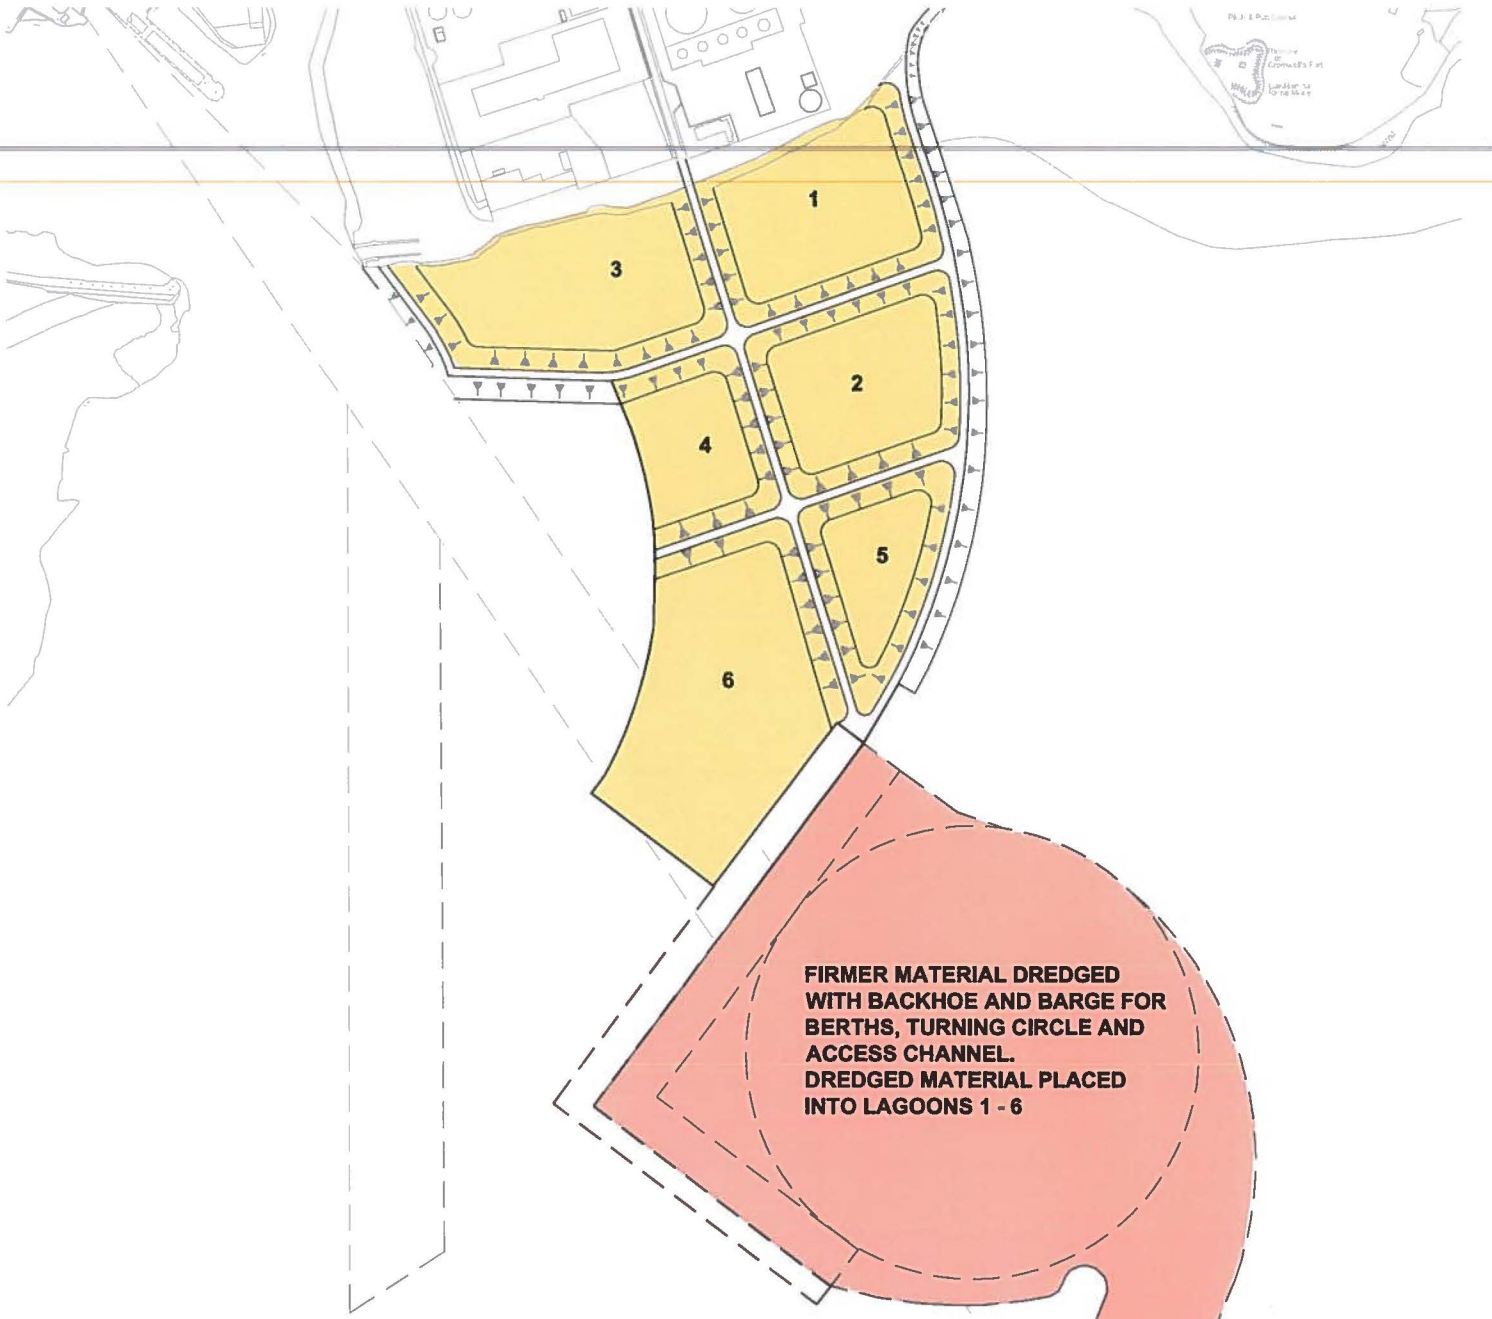 1
3
2
4
5
6
FIRMER MATERIAL DREDGED
WITH BACKHOE AND BARGE FOR
BERTHS, TURNING CIRCLE AND
ACCESS CHANNEL.
DREDGED MATERIAL PLACED
INTO LAGOONS 1 - 6